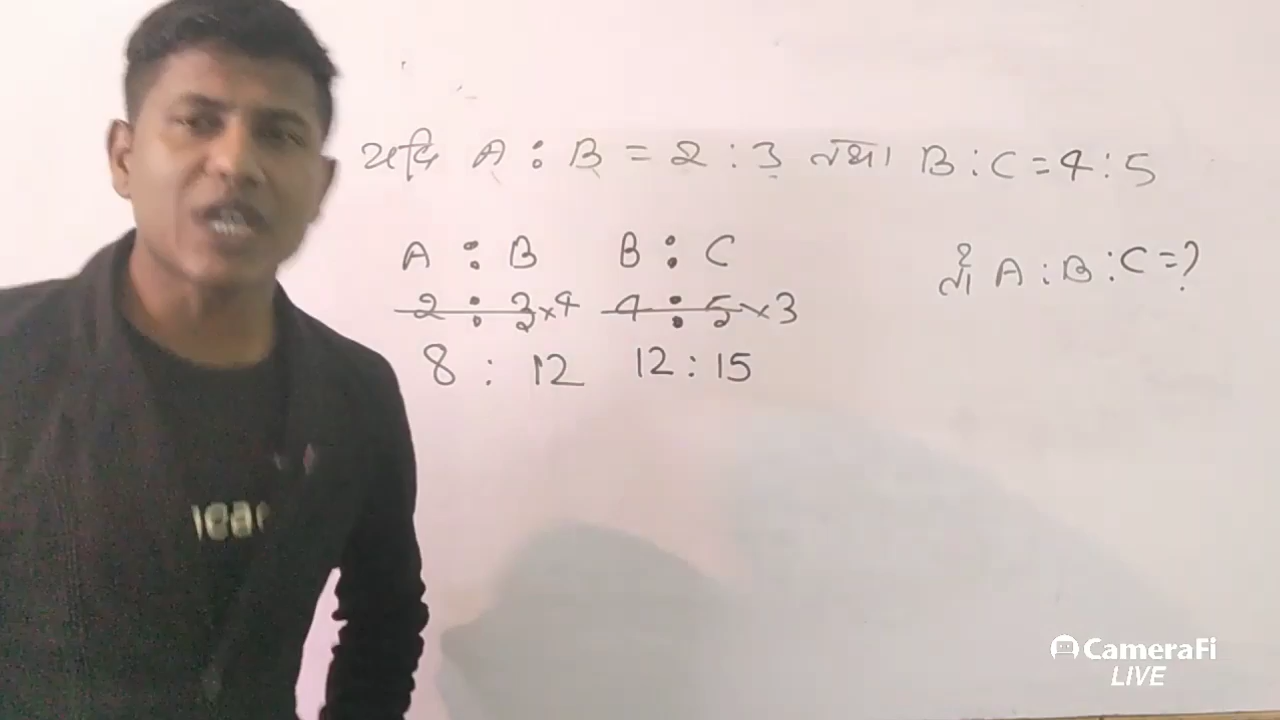 यदि A : B = 2 : 3 तथा B : C = 4 : 5
तो A : B : C = ?
A : B B : C
2 : 3 × 4 4 : 5 × 3
8 : 12 12 : 15
CameraFi
LIVE